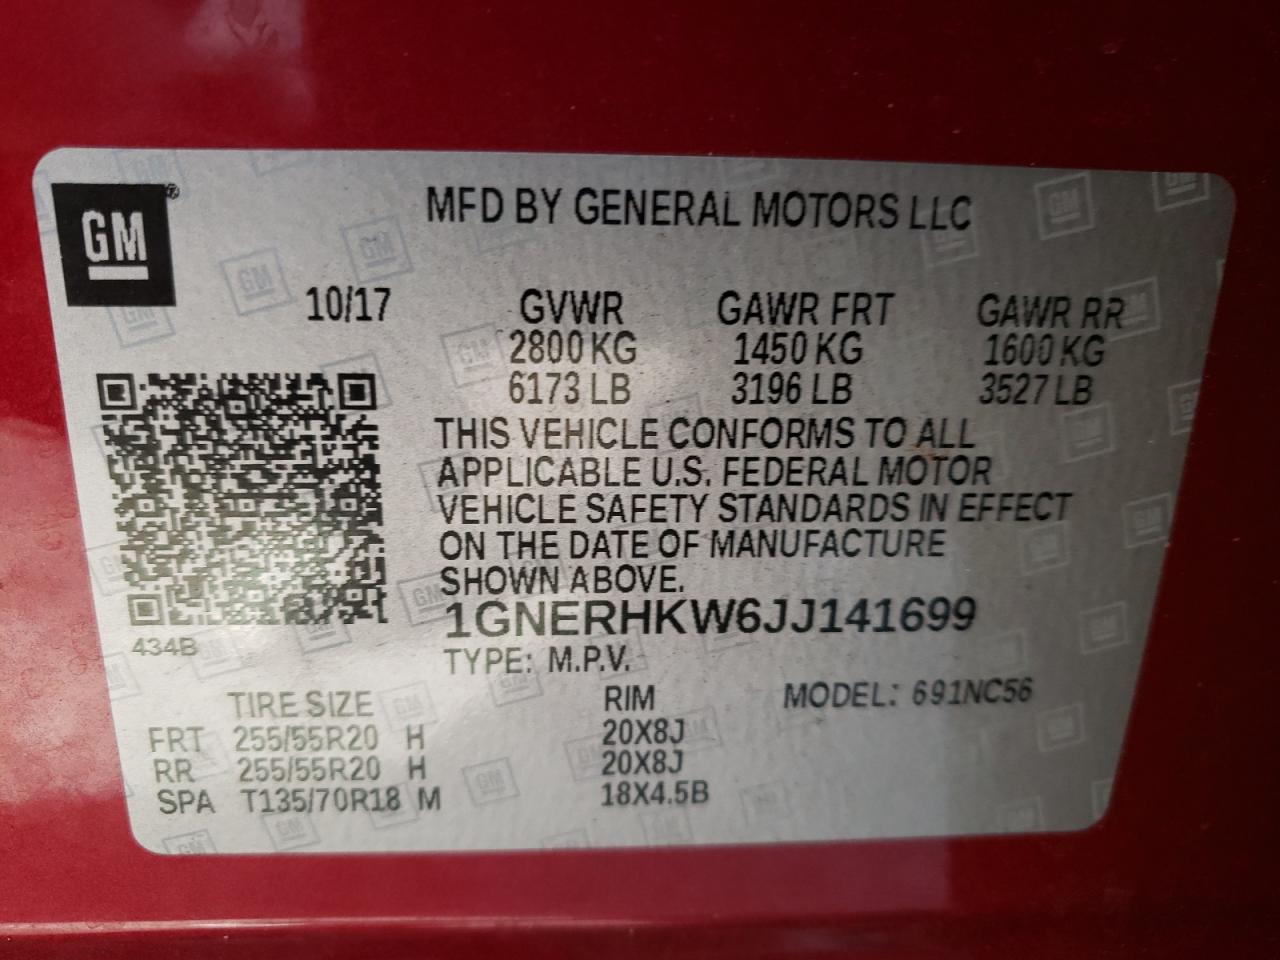 GM®
MFD BY GENERAL MOTORS LLC
10/17 GVWR GAWR FRT GAWR RR
2800 KG 1450 KG 1600 KG
6173 LB 3196 LB 3527 LB
THIS VEHICLE CONFORMS TO ALL
APPLICABLE U.S. FEDERAL MOTOR
VEHICLE SAFETY STANDARDS IN EFFECT
ON THE DATE OF MANUFACTURE
SHOWN ABOVE.
1GNERHKW6JJ141699
434B
TYPE: M.P.V.
TIRE SIZE RIM MODEL: 691NC56
FRT 255/55R20 H 20X8J
RR 255/55R20 H 20X8J
SPA T135/70R18 M 18X4.5B